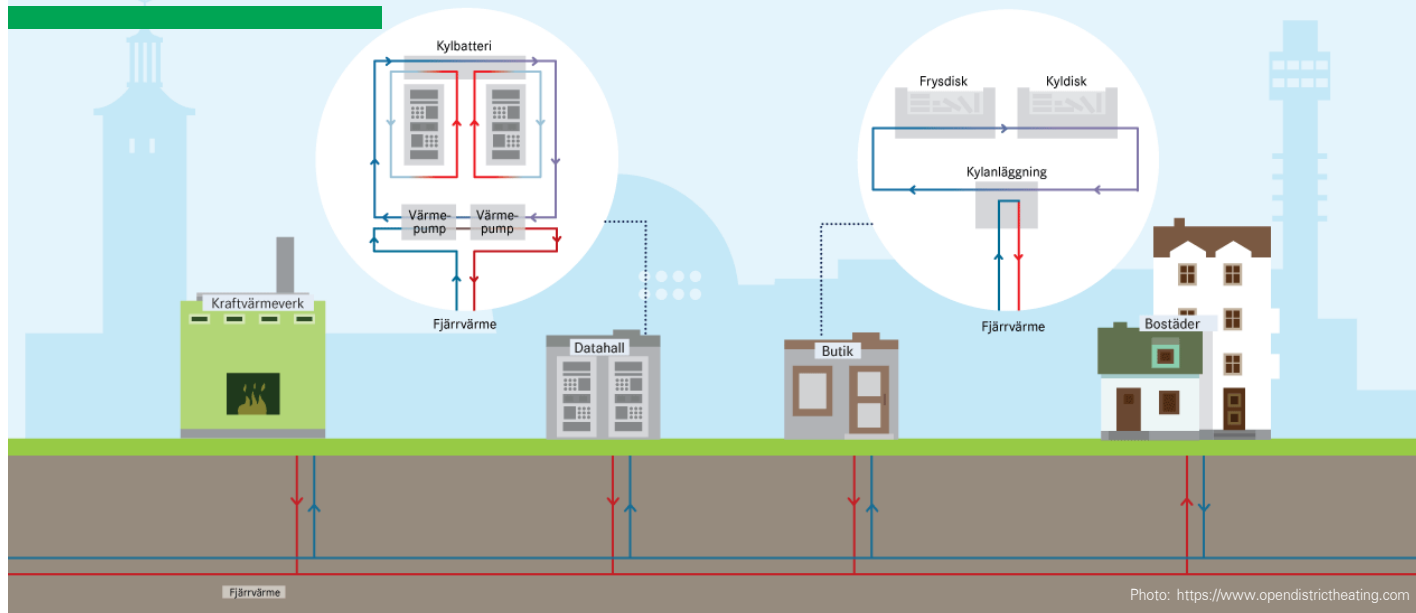 Kylbatteri
Värme-
pump
Värme-
pump
Fjärrvärme
Frysdisk
Kyldisk
Kylanläggning
Fjärrvärme
Kraftvärmeverk
Datahall
Butik
Bostäder
Fjärrvärme
Photo: https://www.opendistrictheating.com